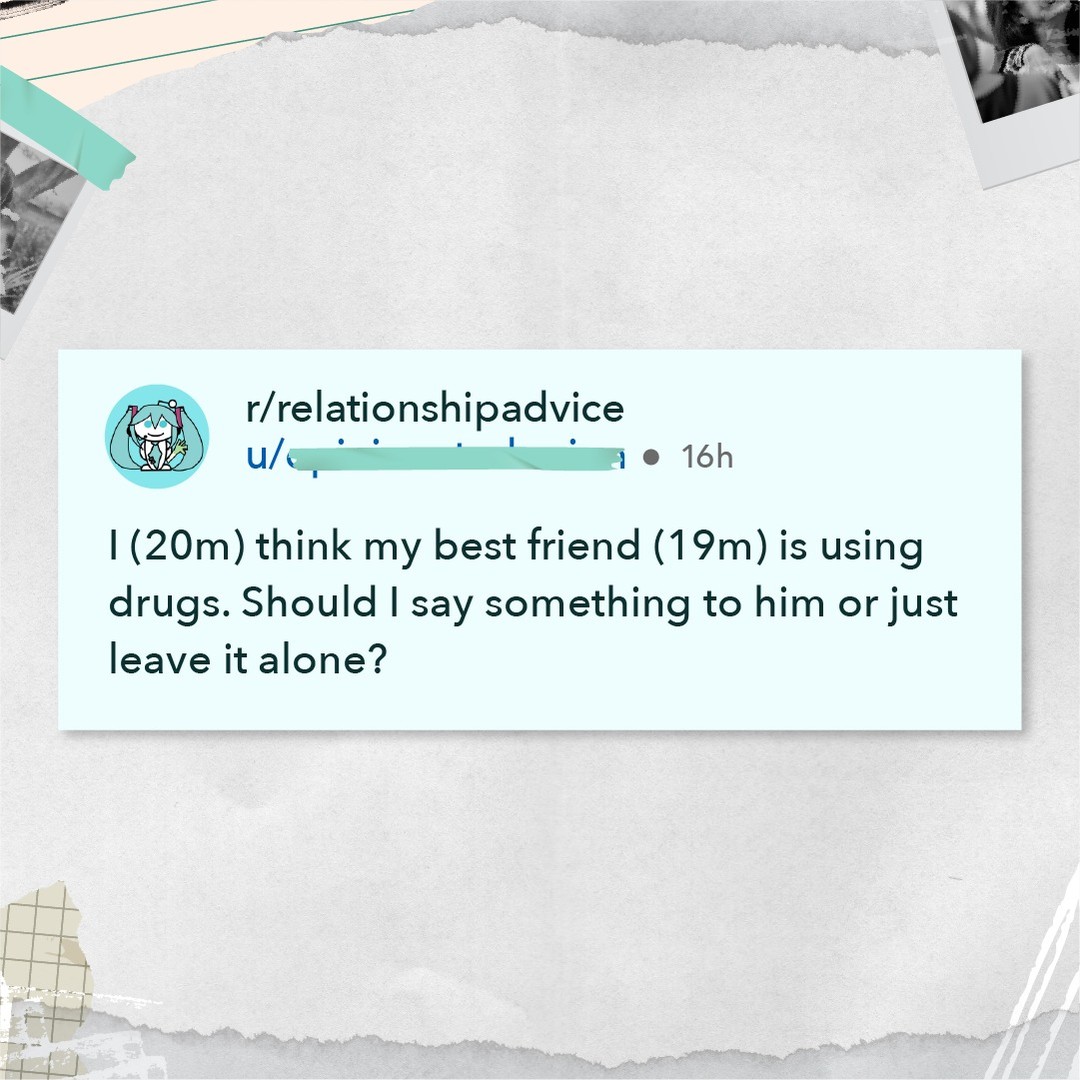 r/relationshipadvice
u/ • 16h
I (20m) think my best friend (19m) is using
drugs. Should I say something to him or just
leave it alone?